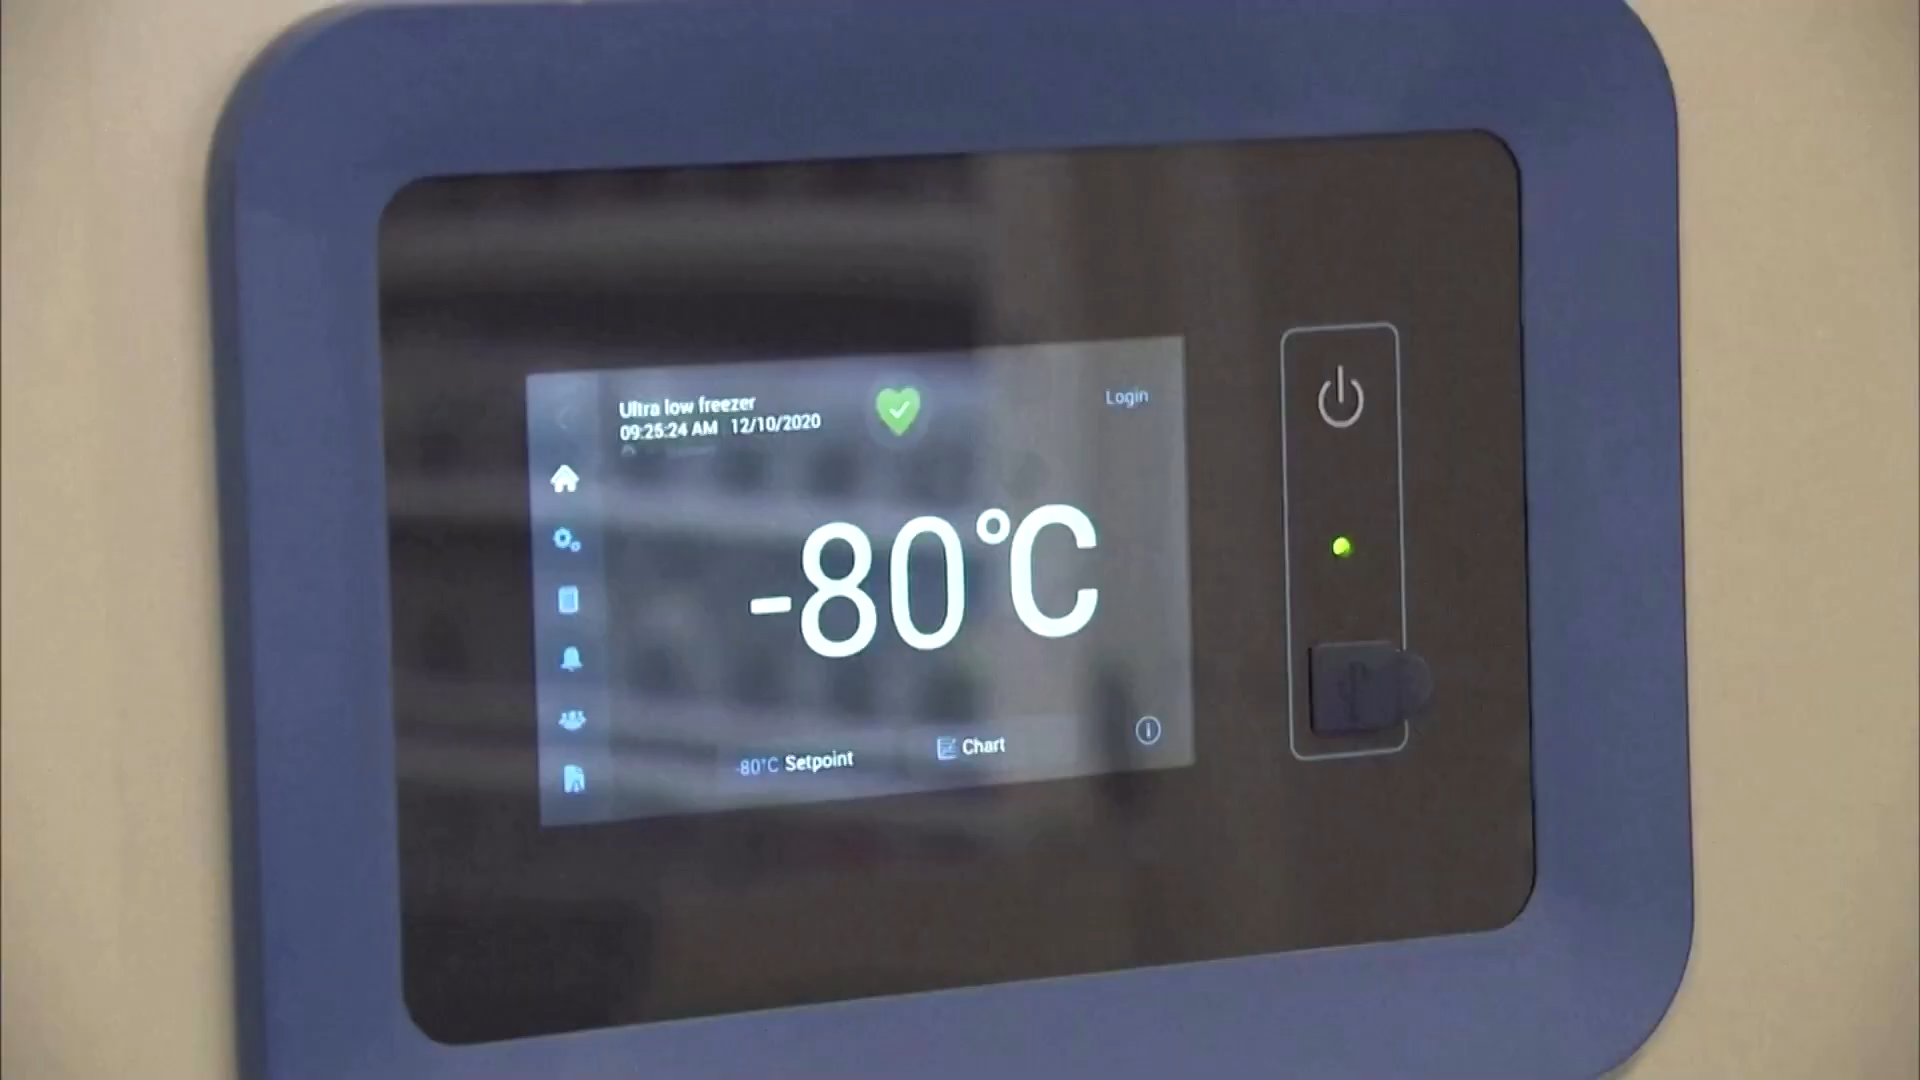 Ultra low freezer
09:25:24 AM 12/10/2020
Login
-80°C
-80°C Setpoint
Chart